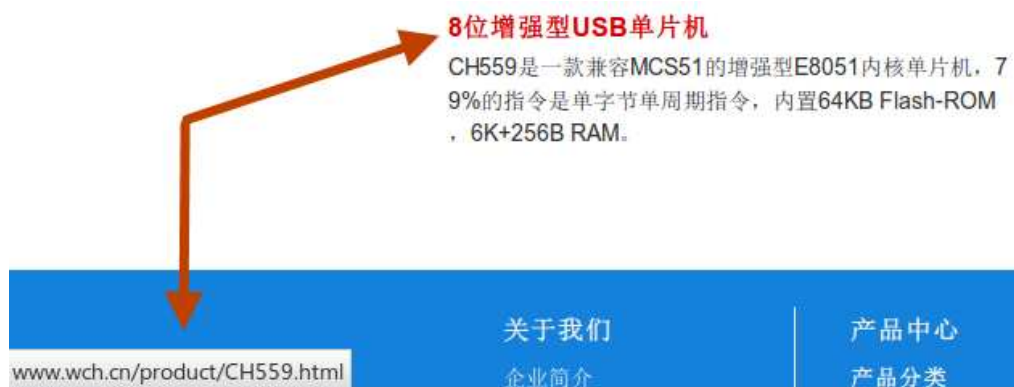 8位增强型USB单片机
CH559是一款兼容MCS51的增强型E8051内核单片机，7
9%的指令是单字节单周期指令，内置64KB Flash-ROM
，6K+256B RAM。
关于我们
产品中心
www.wch.cn/product/CH559.html
企业简介
产品分类